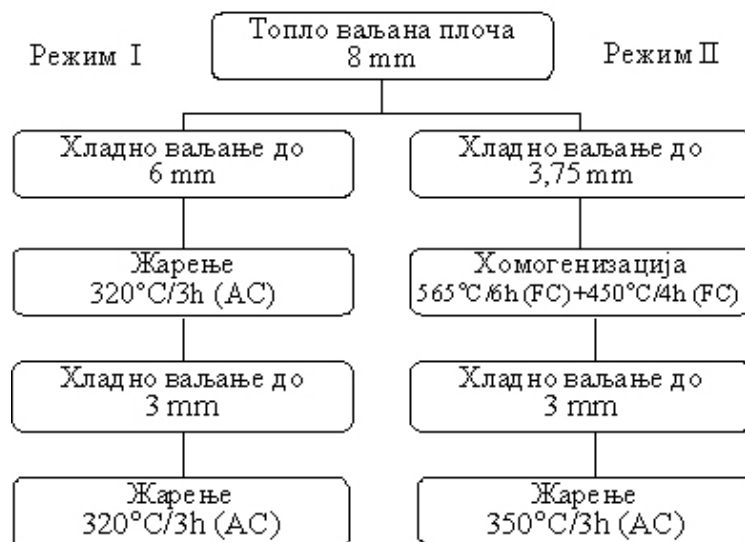 Топло ваљана плоча
8 mm
Режим I
Режим II
Хладно ваљање до
6 mm
Хладно ваљање до
3,75 mm
Жарење
320°C/3h (AC)
Хомогенизација
565°C/6h (FC)+450°C/4h (FC)
Хладно ваљање до
3 mm
Хладно ваљање до
3 mm
Жарење
320°C/3h (AC)
Жарење
350°C/3h (AC)